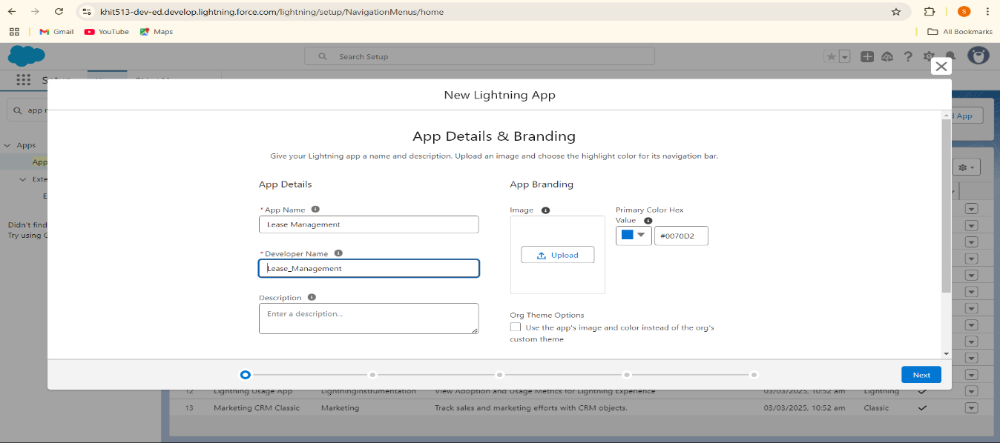 khit513-dev-ed.develop.lightning.force.com/lightning/setup/NavigationMenus/home
S
Gmail
YouTube
Maps
All Bookmarks
Search Setup
New Lightning App
app
App
Apps
App
Exte
E
Didn't find
Try using
App Details & Branding
Give your Lightning app a name and description. Upload an image and choose the highlight color for its navigation bar.
App Details
* App Name
Lease Management
* Developer Name
Lease_Management
Description
Enter a description...
App Branding
Image
Upload
Primary Color Hex
Value
#0070D2
Org Theme Options
Use the app's image and color instead of the org's
custom theme
Next
12 Lightning Usage App LightningInstrumentation View Adoption and Usage Metrics for Lightning Experience 03/03/2025, 10:52 am Lightning
13 Marketing CRM Classic Marketing Track sales and marketing efforts with CRM objects. 03/03/2025, 10:52 am Classic